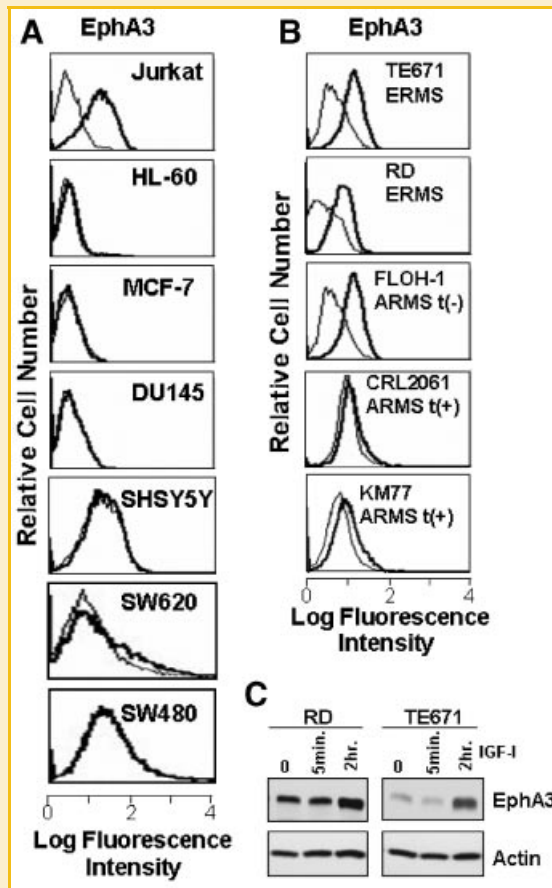 A
EphA3
Jurkat
HL-60
MCF-7
DU145
SHSY5Y
SW620
SW480
Relative Cell Number
0 2 4
Log Fluorescence
Intensity
B
EphA3
TE671
ERMS
RD
ERMS
FLOH-1
ARMS t(-)
CRL2061
ARMS t(+)
KM77
ARMS t(+)
Relative Cell Number
0 2 4
Log Fluorescence
Intensity
C
RD TE671
0 5min. 2hr. 0 5min. 2hr. IGF-I
EphA3
Actin